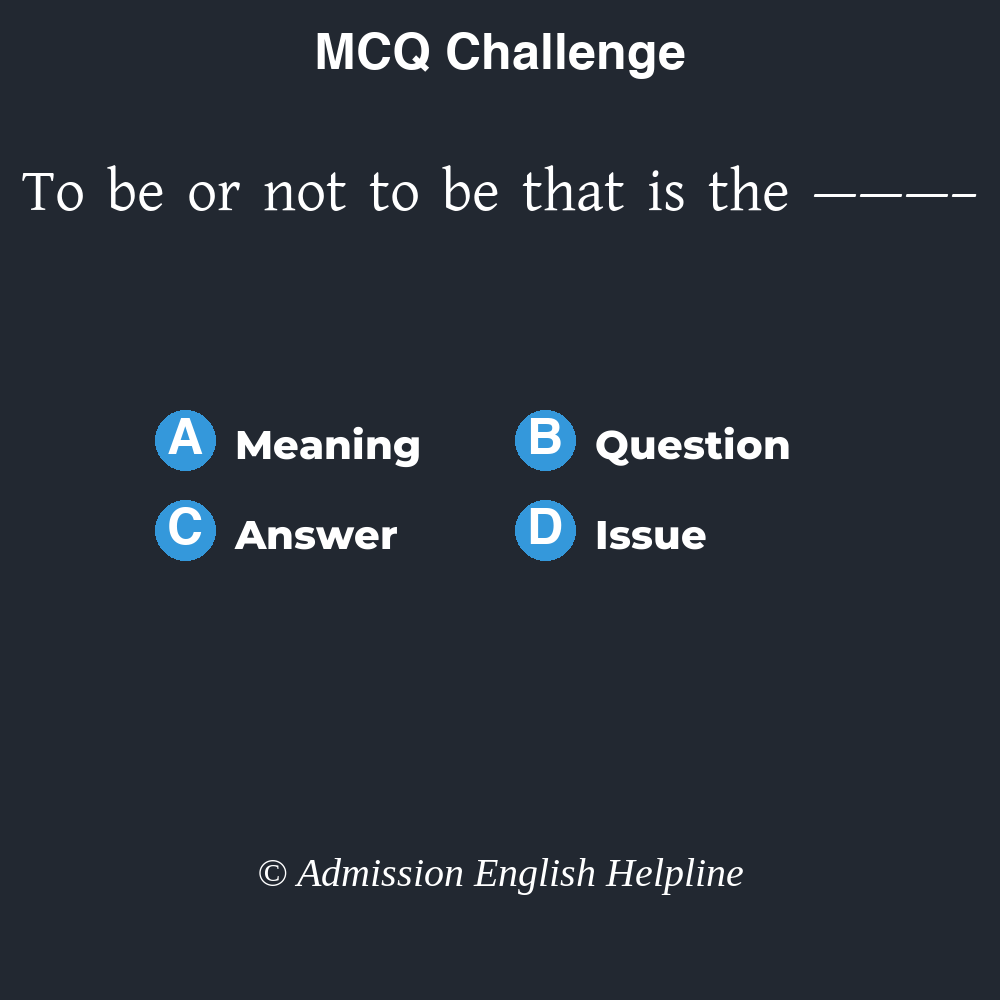 MCQ Challenge
To be or not to be that is the ———–
A Meaning B Question
C Answer D Issue
© Admission English Helpline